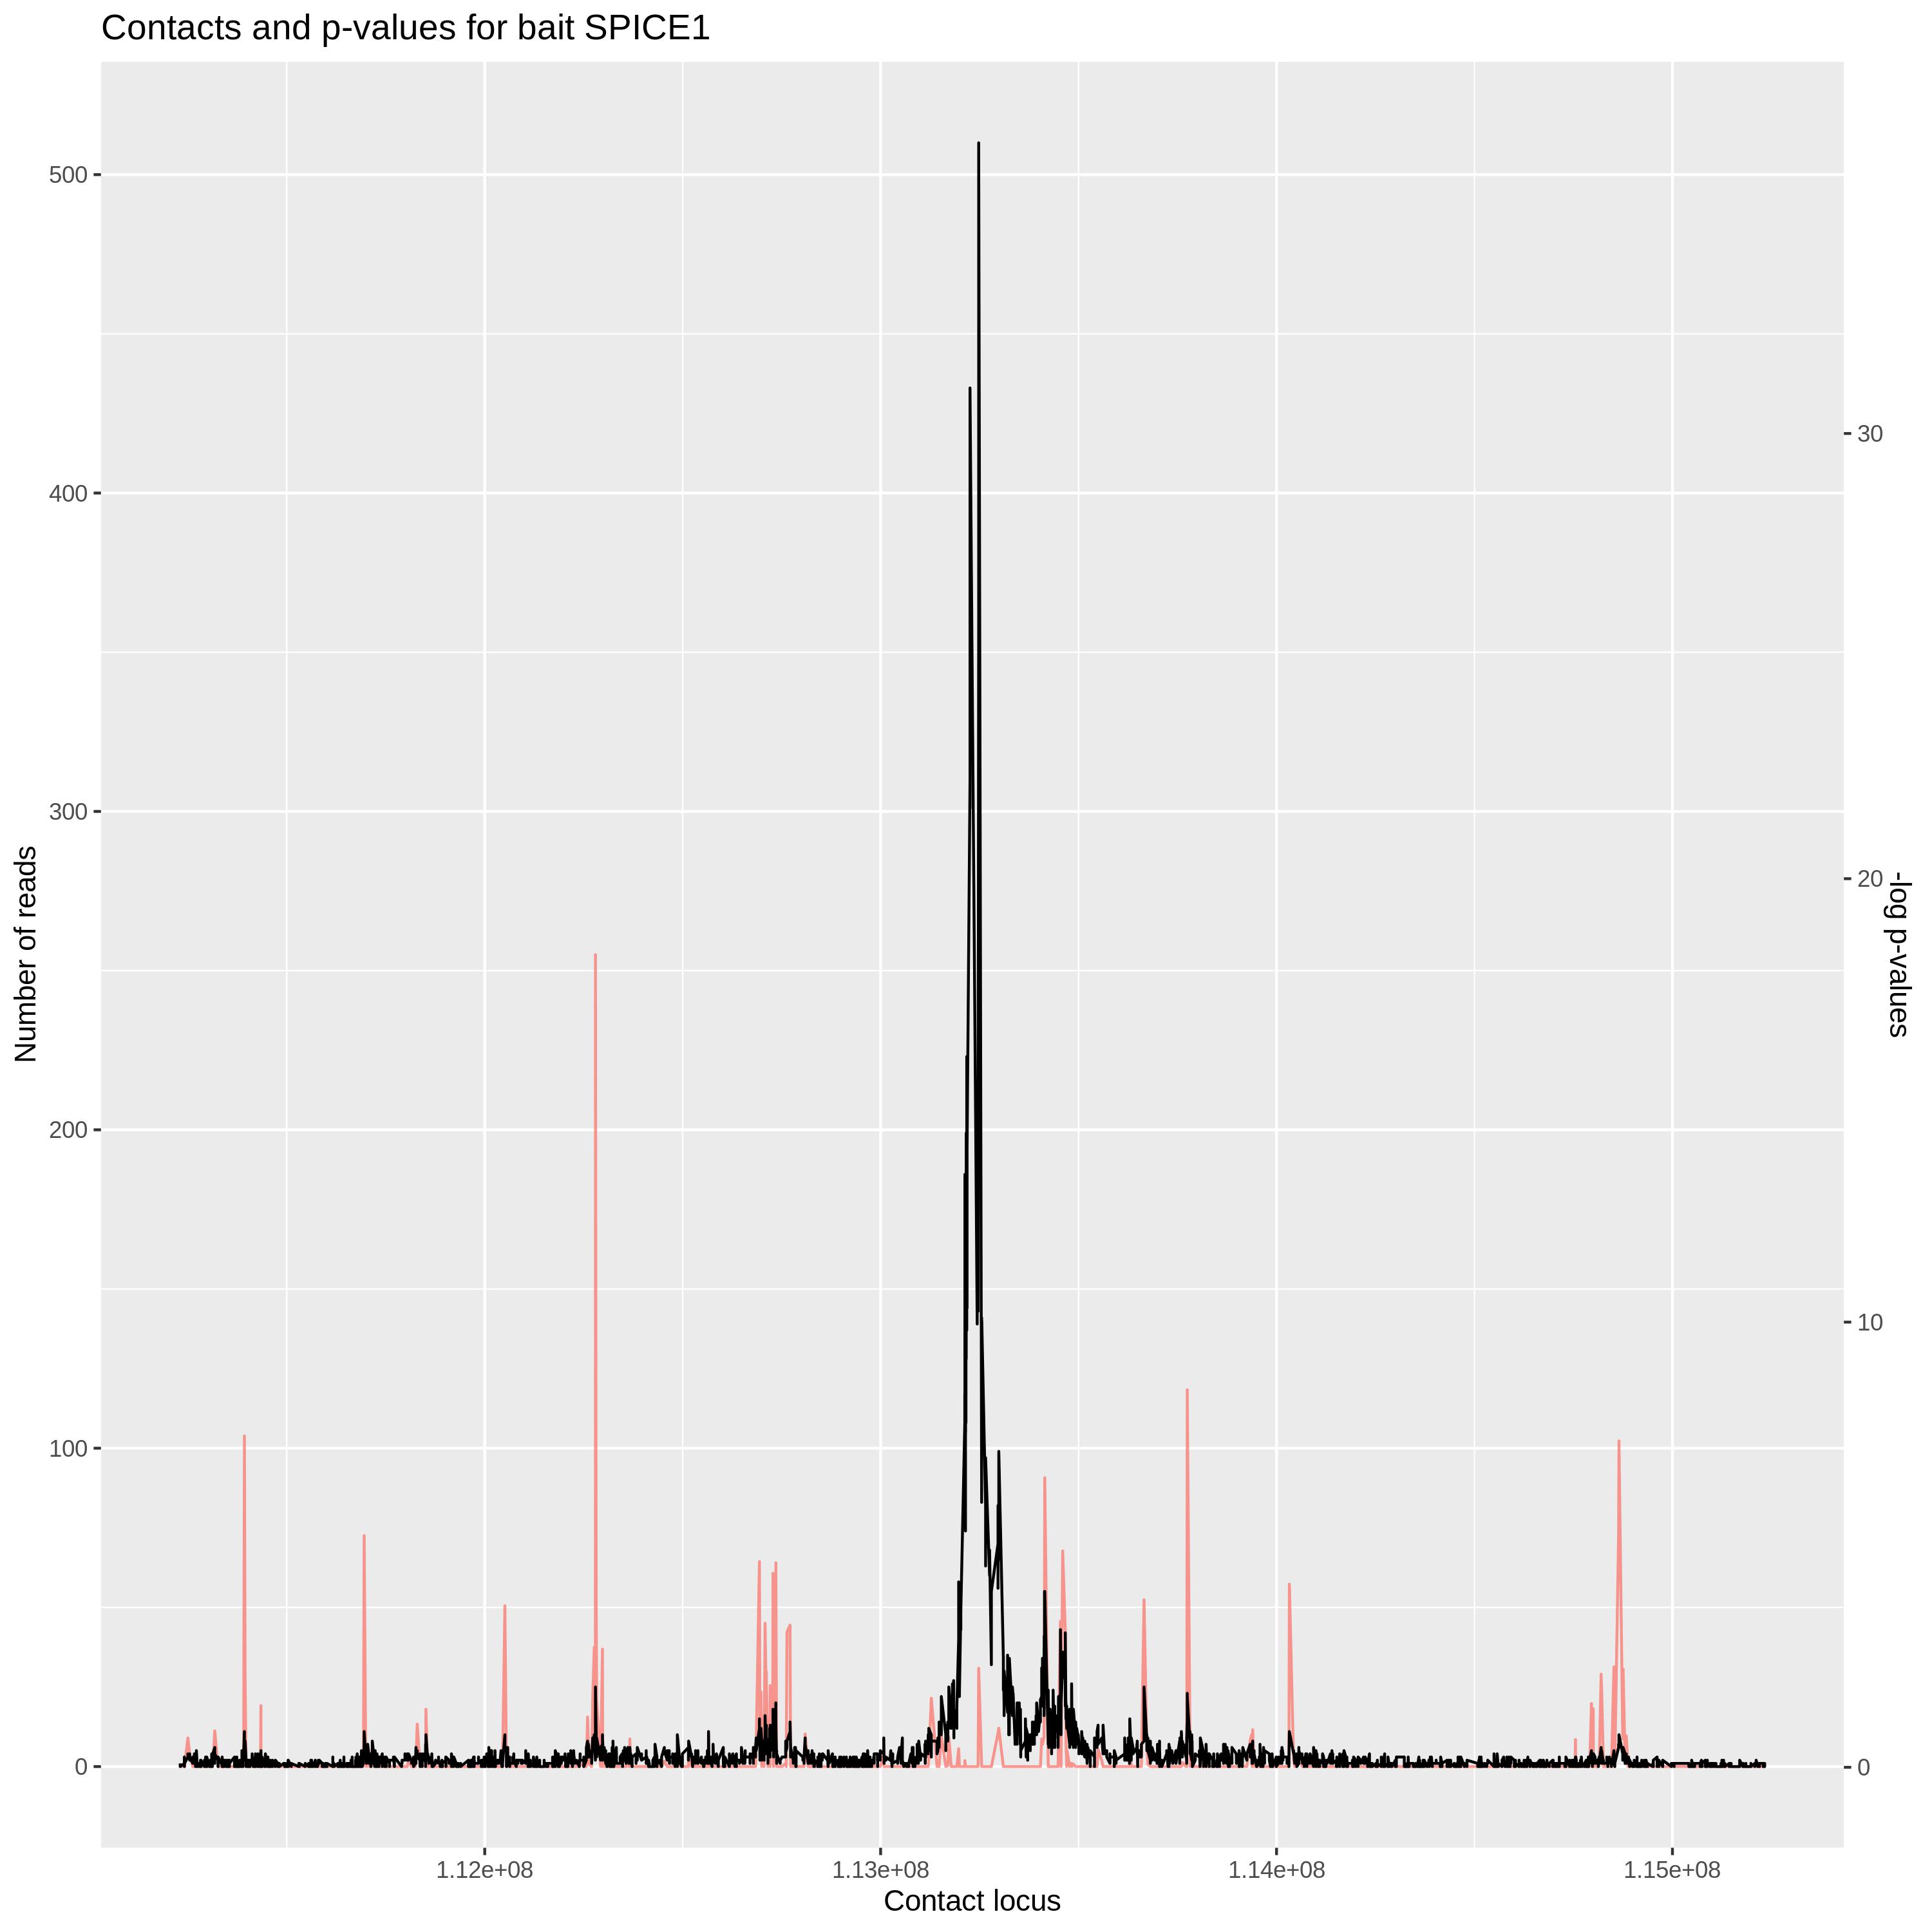 Contacts and p-values for bait SPICE1
500
400
300
200
100
0
Number of reads
30
20
10
0
-log p-values
1.12e+08
1.13e+08
1.14e+08
1.15e+08
Contact locus